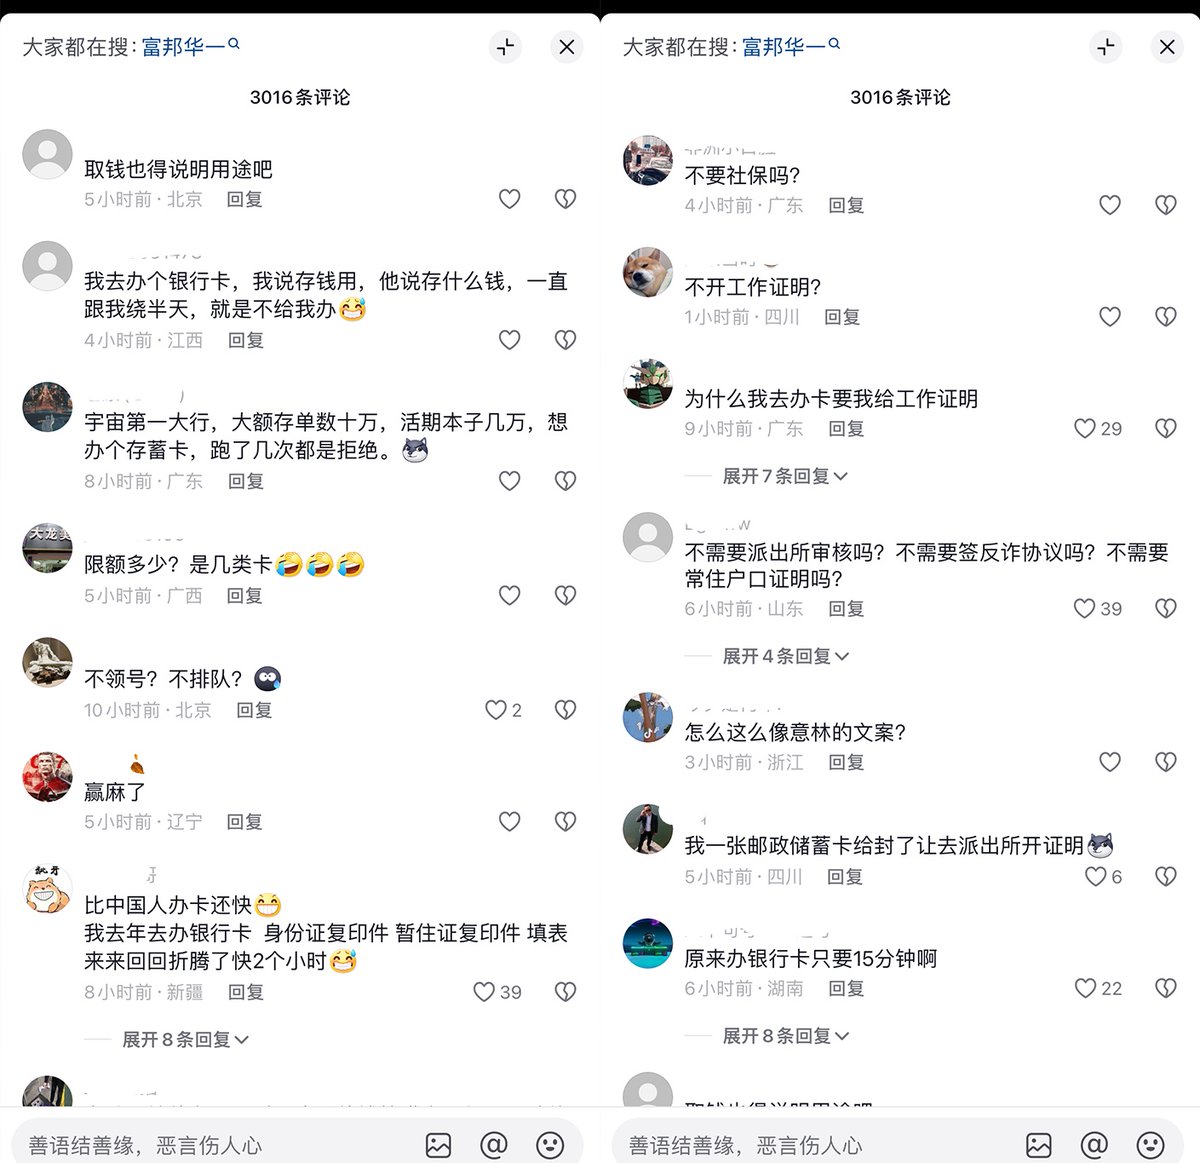 大家都在搜：富邦华一
3016条评论
取钱也得说明用途吧
5小时前·北京 回复
我去办个银行卡，我说存钱用，他说存什么钱，一直
跟我绕半天，就是不给我办😅
4小时前·江西 回复
宇宙第一大行，大额存单数十万，活期本子几万，想
办个存蓄卡，跑了几次都是拒绝。
8小时前·广东 回复
大龙
限额多少？是几类卡🤣🤣🤣
5小时前·广西 回复
不领号？不排队？
10小时前·北京 回复
2
赢麻了
5小时前·辽宁 回复
比中国人办卡还快😁
我去年去办银行卡 身份证复印件 暂住证复印件 填表
来来回回折腾了快2个小时😅
8小时前·新疆 回复
39
展开8条回复
善语结善缘，恶言伤人心
@
大家都在搜：富邦华一
3016条评论
不要社保吗？
4小时前·广东 回复
不开工作证明？
1小时前·四川 回复
为什么我去办卡要我给工作证明
9小时前·广东 回复
29
展开7条回复
不需要派出所审核吗？不需要签反诈协议吗？不需要
常住户口证明吗？
6小时前·山东 回复
39
展开4条回复
怎么这么像意林的文案？
3小时前·浙江 回复
我一张邮政储蓄卡给封了让去派出所开证明
5小时前·四川 回复
6
原来办银行卡只要15分钟啊
6小时前·湖南 回复
22
展开8条回复
善语结善缘，恶言伤人心
@